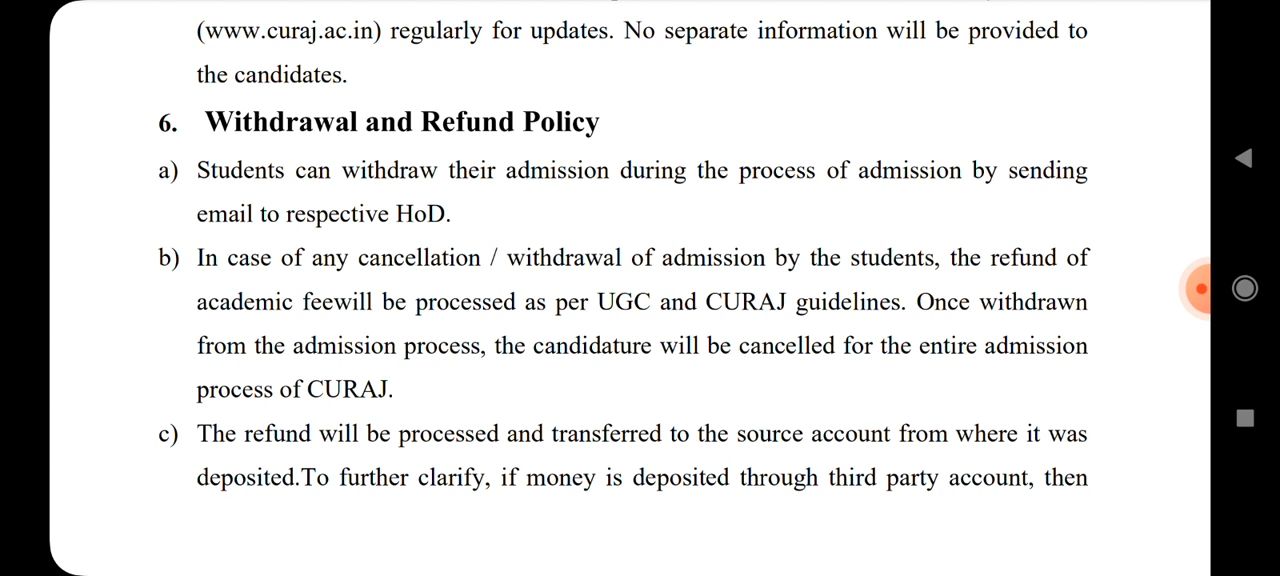 (www.curaj.ac.in) regularly for updates. No separate information will be provided to
the candidates.
6. Withdrawal and Refund Policy
a) Students can withdraw their admission during the process of admission by sending
email to respective HoD.
b) In case of any cancellation / withdrawal of admission by the students, the refund of
academic feewill be processed as per UGC and CURAJ guidelines. Once withdrawn
from the admission process, the candidature will be cancelled for the entire admission
process of CURAJ.
c) The refund will be processed and transferred to the source account from where it was
deposited.To further clarify, if money is deposited through third party account, then